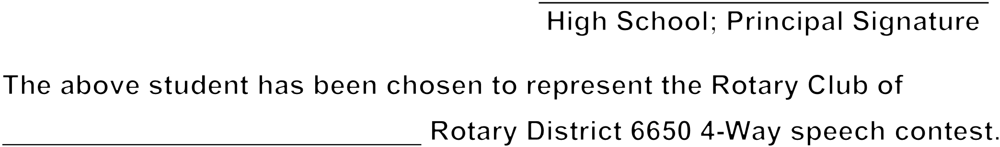 High School; Principal Signature
The above student has been chosen to represent the Rotary Club of
Rotary District 6650 4-Way speech contest.